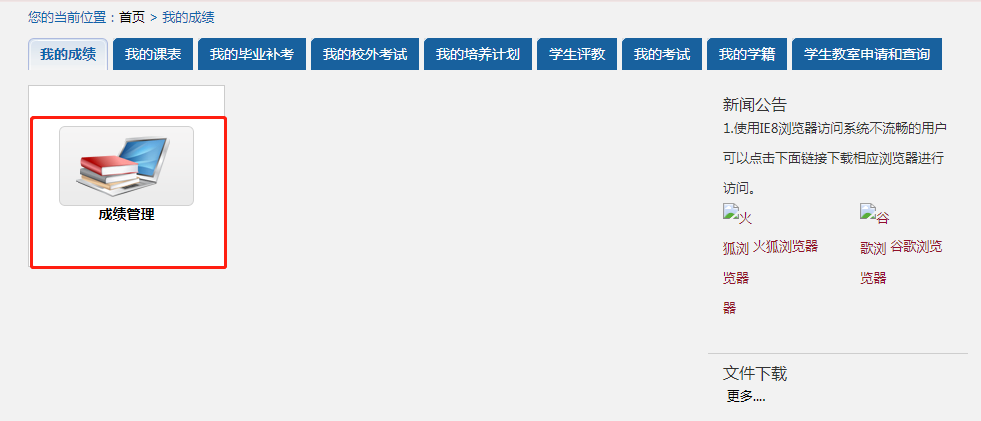 您的当前位置：首页 > 我的成绩
我的成绩 我的课表 我的毕业补考 我的校外考试 我的培养计划 学生评教 我的考试 我的学籍 学生教室申请和查询
成绩管理
新闻公告
1.使用IE8浏览器访问系统不流畅的用户
可以点击下面链接下载相应浏览器进行
访问。
火
狐浏 火狐浏览器
览器
器
谷
歌浏 谷歌浏览
览器
文件下载
更多....